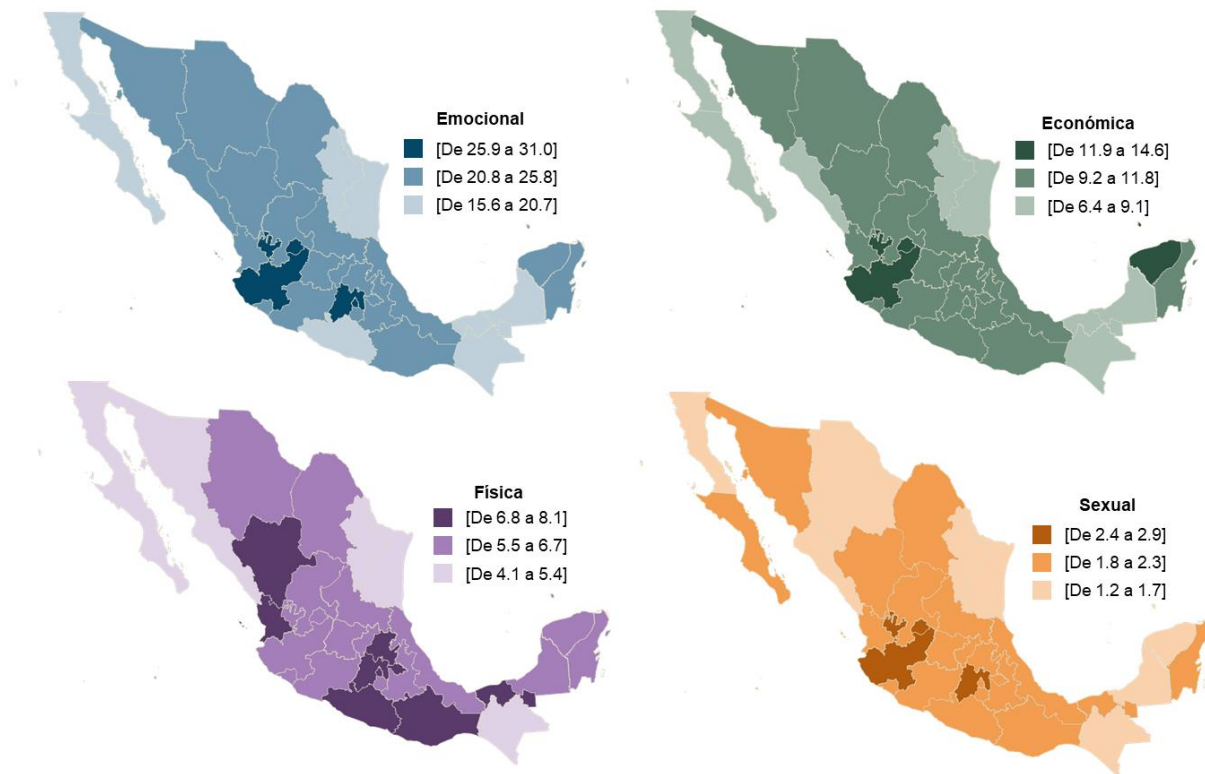 Emocional
[De 25.9 a 31.0]
[De 20.8 a 25.8]
[De 15.6 a 20.7]
Económica
[De 11.9 a 14.6]
[De 9.2 a 11.8]
[De 6.4 a 9.1]
Física
[De 6.8 a 8.1]
[De 5.5 a 6.7]
[De 4.1 a 5.4]
Sexual
[De 2.4 a 2.9]
[De 1.8 a 2.3]
[De 1.2 a 1.7]